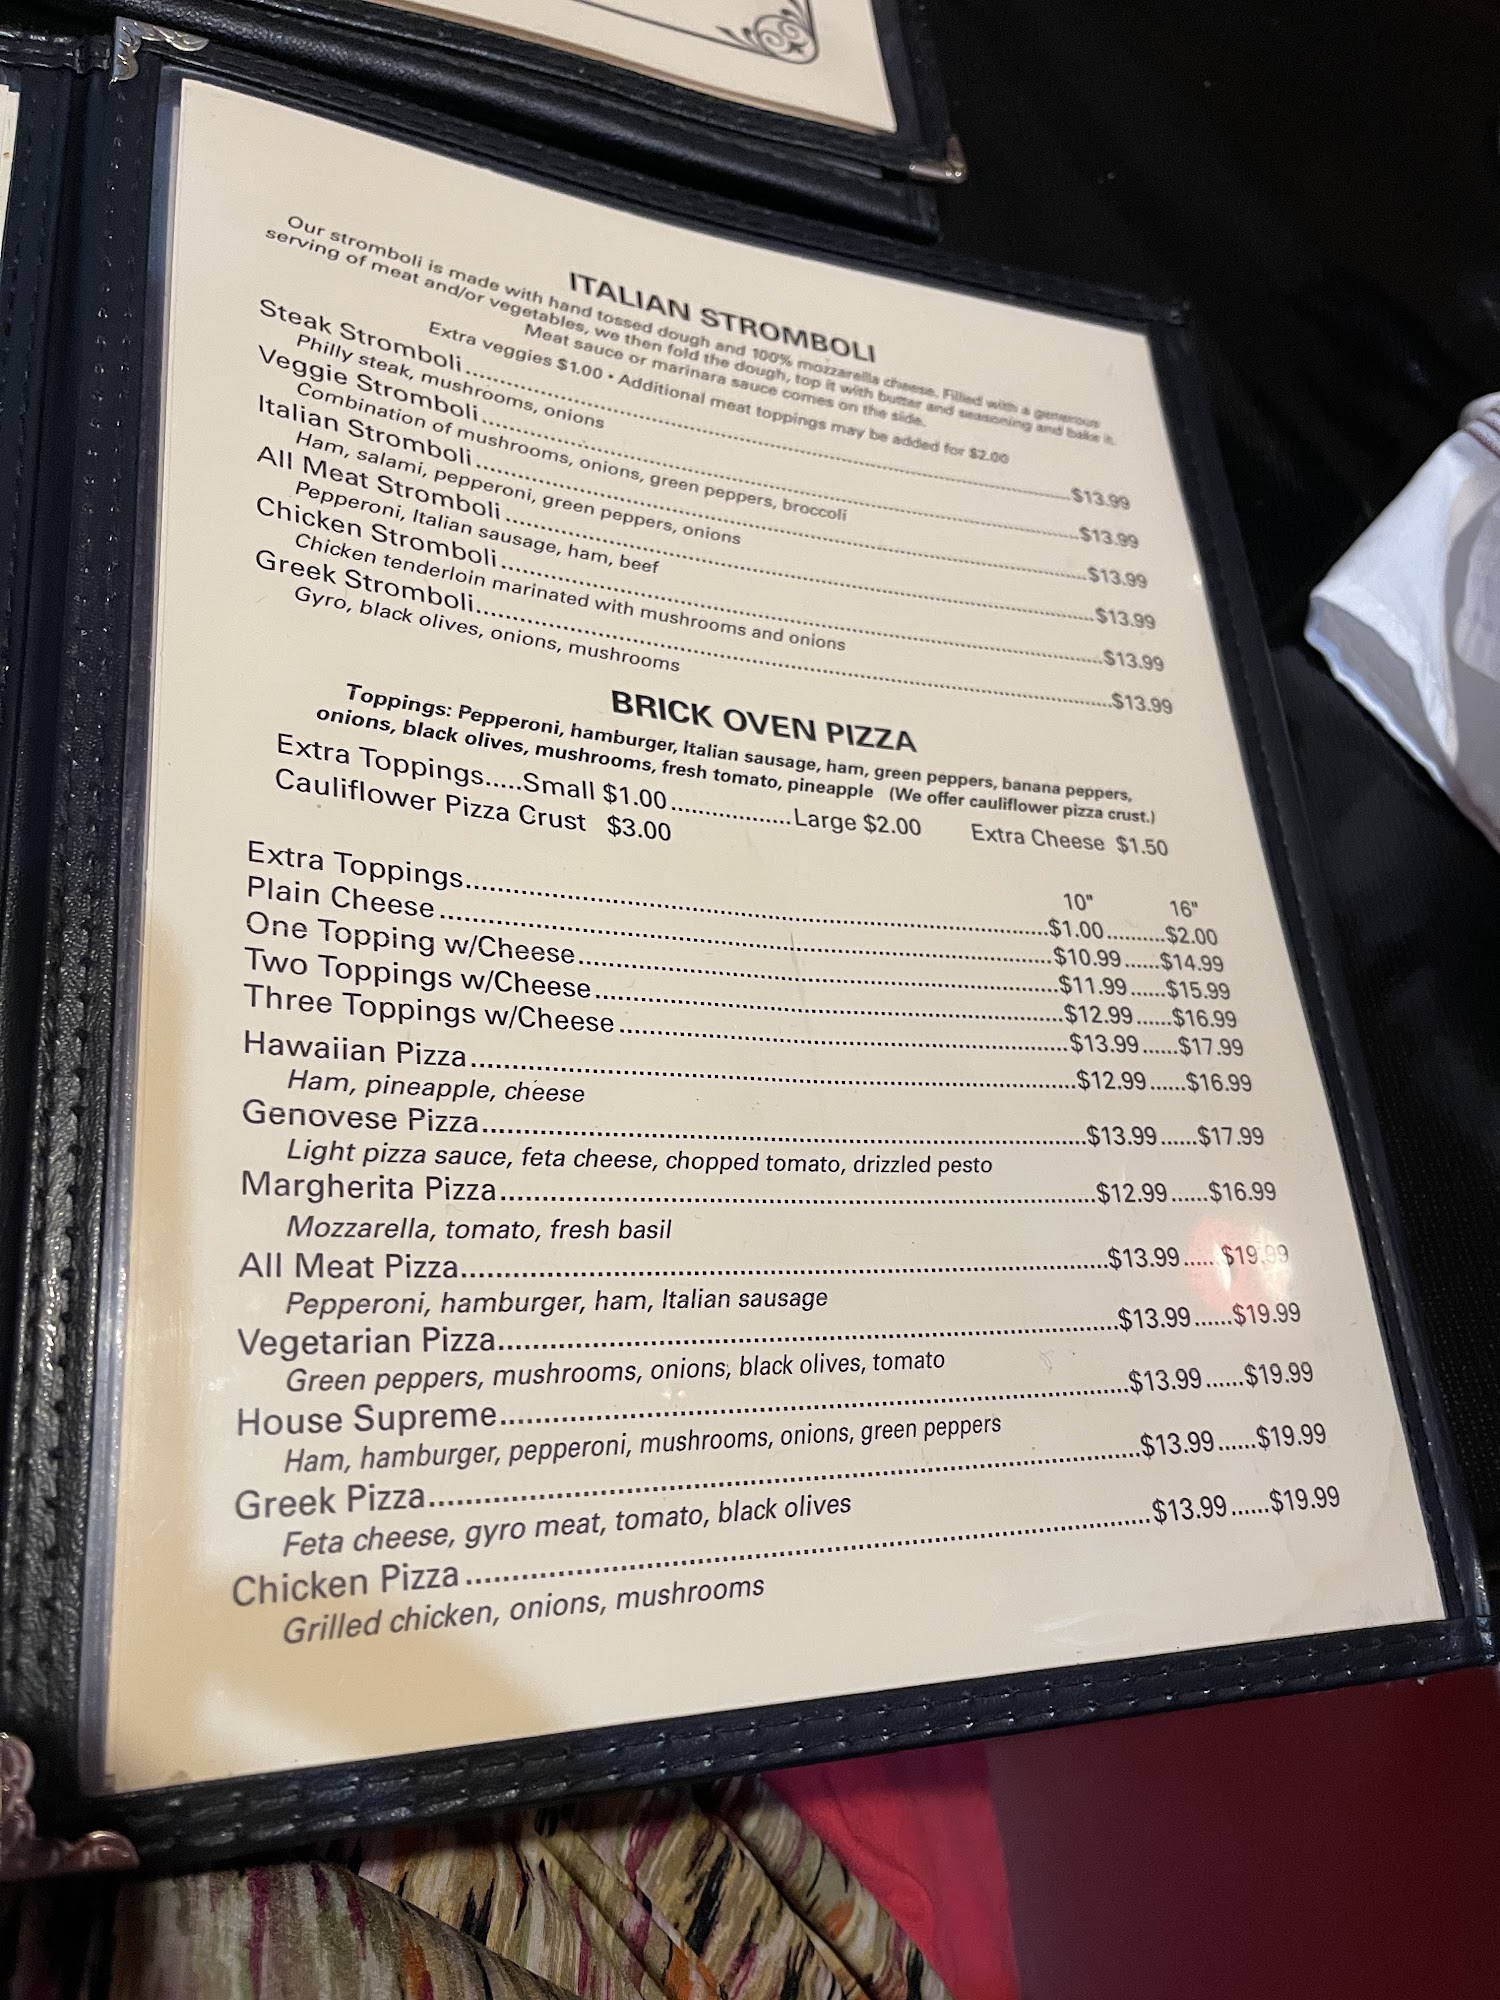 ITALIAN STROMBOLI
Our stromboli is made with hand tossed dough and 100% mozzarella cheese. Filled with a generous
serving of meat and/or vegetables, we then fold the dough, top it with butter and seasoning and bake it.
Meat sauce or marinara sauce comes on the side.
Extra veggies $1.00 • Additional meat toppings may be added for $2.00
Steak Stromboli......$13.99
Philly steak, mushrooms, onions
Veggie Stromboli......$13.99
Combination of mushrooms, onions, green peppers, broccoli
Italian Stromboli......$13.99
Ham, salami, pepperoni, green peppers, onions
All Meat Stromboli......$13.99
Pepperoni, Italian sausage, ham, beef
Chicken Stromboli......$13.99
Chicken tenderloin marinated with mushrooms and onions
Greek Stromboli......$13.99
Gyro, black olives, onions, mushrooms
BRICK OVEN PIZZA
Toppings: Pepperoni, hamburger, Italian sausage, ham, green peppers, banana peppers,
onions, black olives, mushrooms, fresh tomato, pineapple (We offer cauliflower pizza crust.)
Extra Toppings.....Small $1.00...............Large $2.00 Extra Cheese $1.50
Cauliflower Pizza Crust $3.00
10" 16"
Extra Toppings......$1.00..........$2.00
Plain Cheese......$10.99......$14.99
One Topping w/Cheese......$11.99......$15.99
Two Toppings w/Cheese......$12.99......$16.99
Three Toppings w/Cheese......$13.99......$17.99
Hawaiian Pizza......$12.99......$16.99
Ham, pineapple, cheese
Genovese Pizza......$13.99......$17.99
Light pizza sauce, feta cheese, chopped tomato, drizzled pesto
Margherita Pizza......$12.99......$16.99
Mozzarella, tomato, fresh basil
All Meat Pizza......$13.99......$19.99
Pepperoni, hamburger, ham, Italian sausage
Vegetarian Pizza......$13.99......$19.99
Green peppers, mushrooms, onions, black olives, tomato
House Supreme......$13.99......$19.99
Ham, hamburger, pepperoni, mushrooms, onions, green peppers
Greek Pizza......$13.99......$19.99
Feta cheese, gyro meat, tomato, black olives
Chicken Pizza......$13.99......$19.99
Grilled chicken, onions, mushrooms